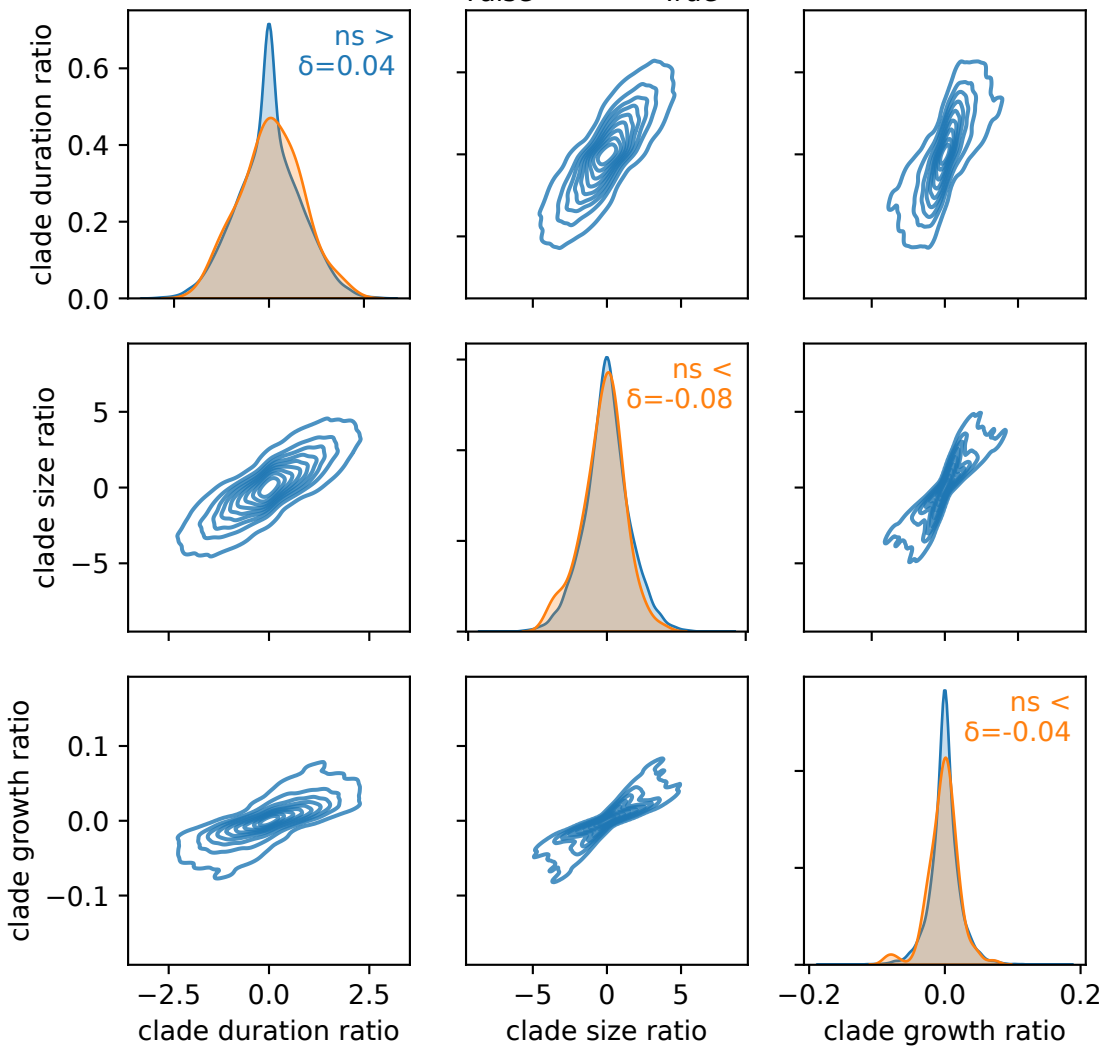 ns >
δ=0.04
clade duration ratio
0.6
0.4
0.2
0.0
ns <
δ=-0.08
clade size ratio
5
0
−5
ns <
δ=-0.04
clade growth ratio
0.1
0.0
−0.1
−2.5 0.0 2.5 −5 0 5 −0.2 0.0 0.2
clade duration ratio clade size ratio clade growth ratio